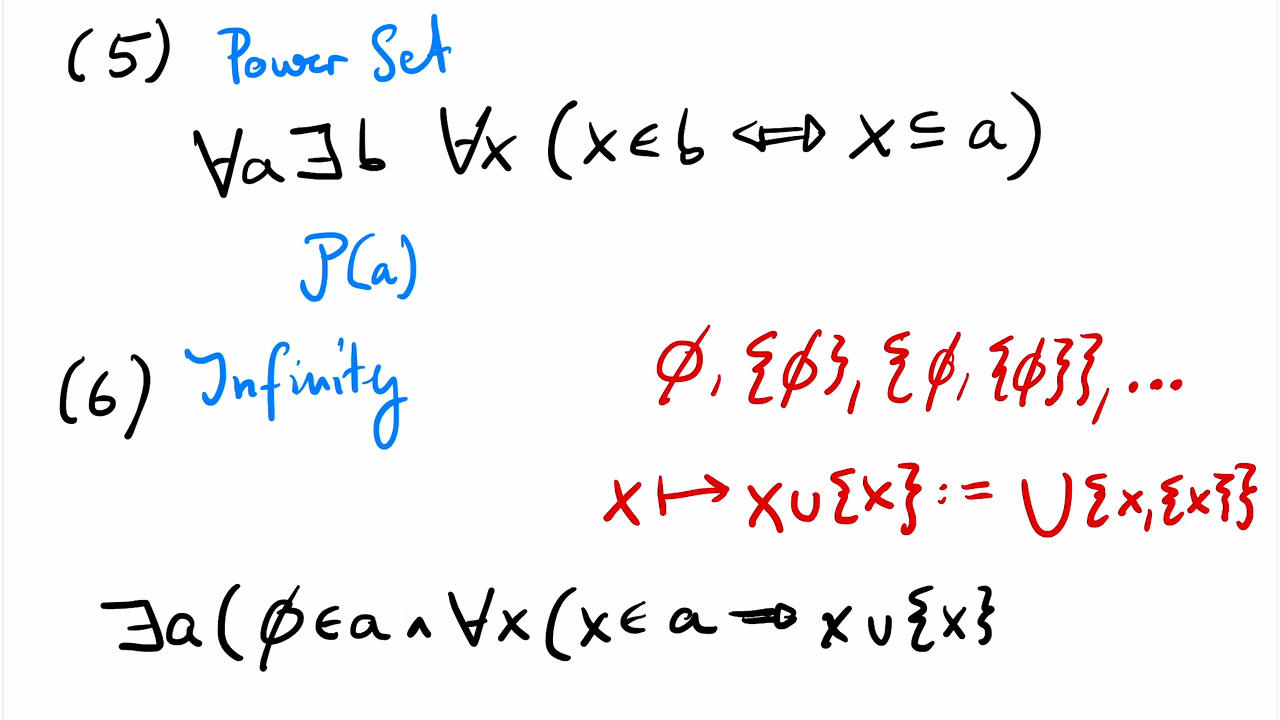 (5) Power Set
∀a∃b ∀x (x∈b ⟺ x⊆a)
P(a)
(6) Infinity
∅, {∅}, {∅, {∅}}, ...
x ↦ x∪{x} := ⋃{x,{x}}
∃a(∅∈a ∧ ∀x(x∈a ⟹ x∪{x}